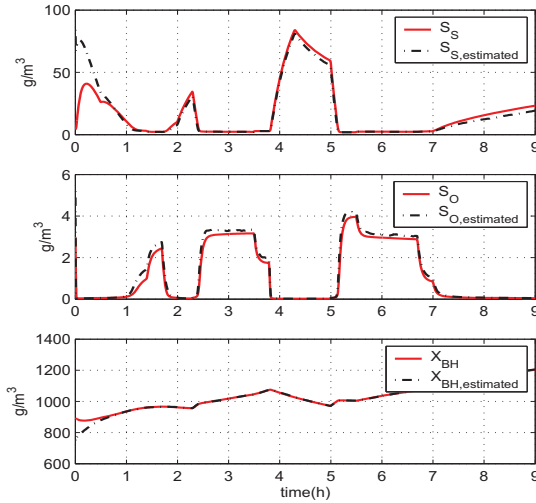 100
50
0
g/m³
S_S
S_S,estimated
0 1 2 3 4 5 6 7 8 9
6
4
2
0
g/m³
S_O
S_O,estimated
0 1 2 3 4 5 6 7 8 9
1400
1200
1000
800
600
g/m³
X_BH
X_BH,estimated
0 1 2 3 4 5 6 7 8 9
time(h)